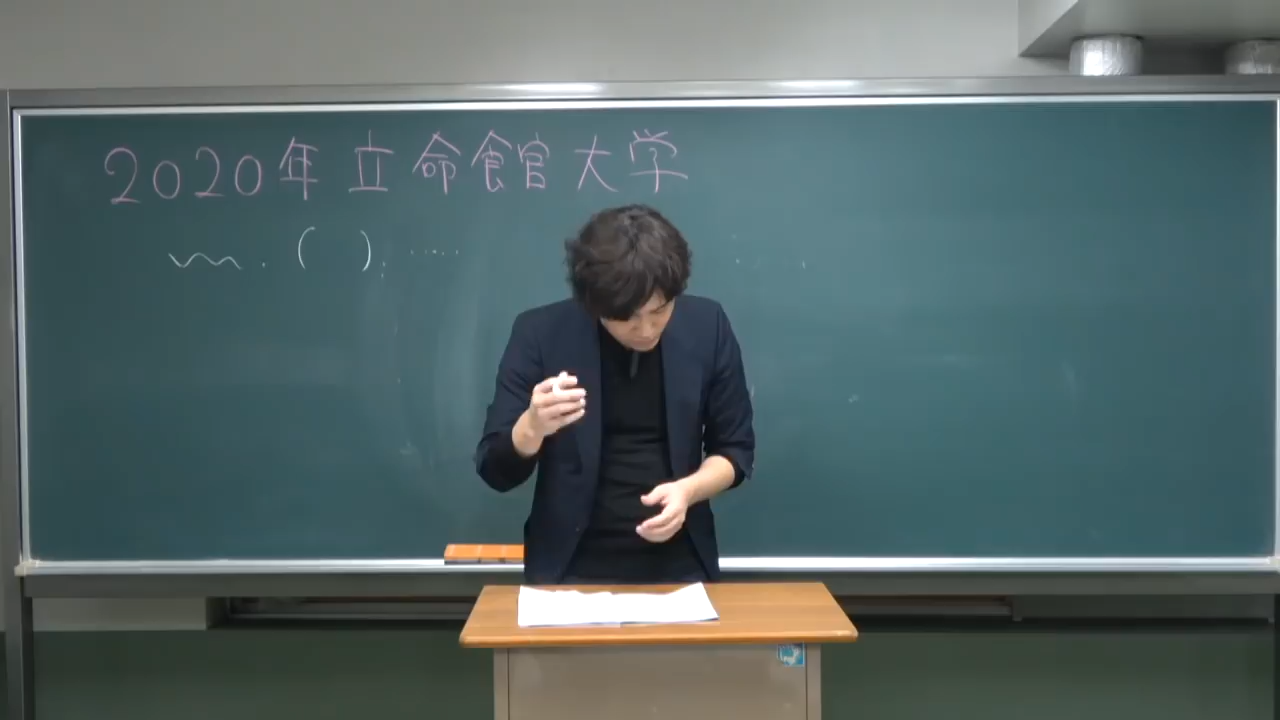 2020年 立命館大学
〰. ( ), ......